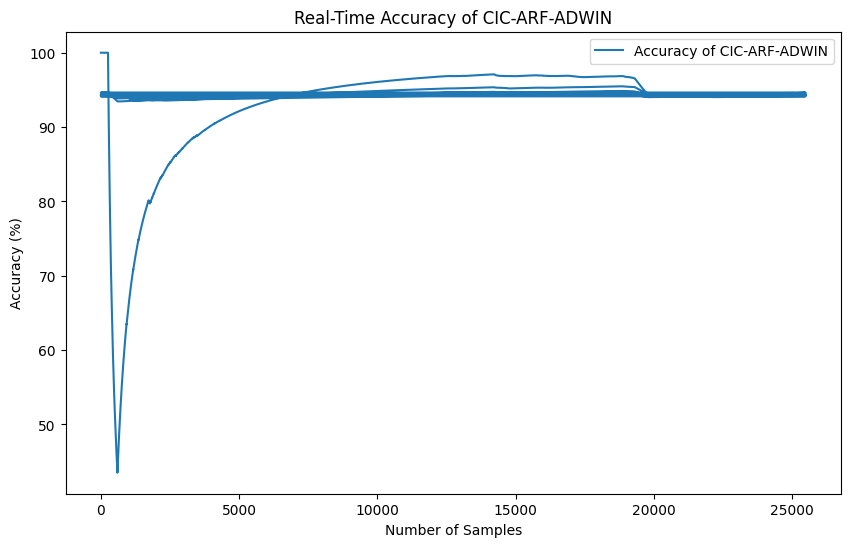 Real-Time Accuracy of CIC-ARF-ADWIN
Accuracy of CIC-ARF-ADWIN
100
90
80
70
60
50
Accuracy (%)
0 5000 10000 15000 20000 25000
Number of Samples